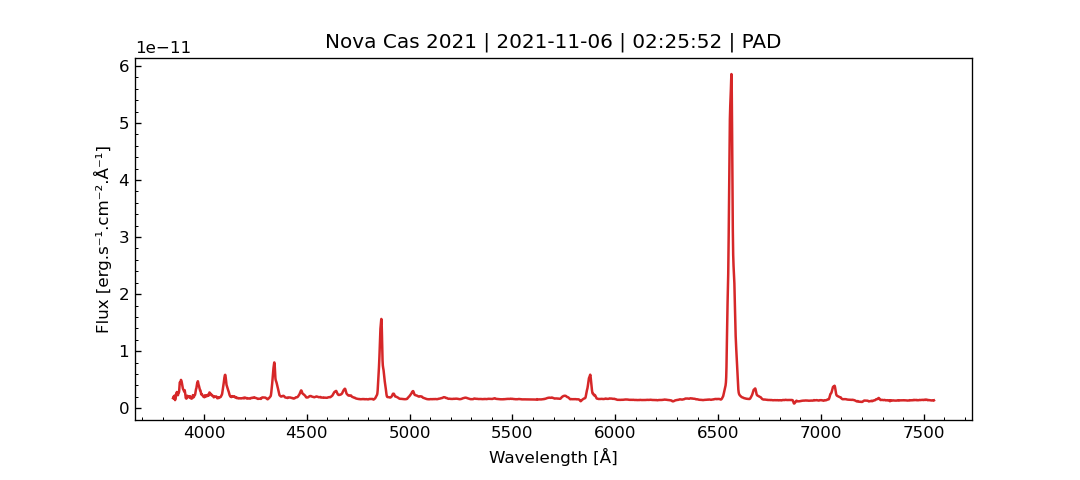 Nova Cas 2021 | 2021-11-06 | 02:25:52 | PAD
1e−11
6
5
4
3
2
1
0
Flux [erg.s⁻¹.cm⁻².Å⁻¹]
4000 4500 5000 5500 6000 6500 7000 7500
Wavelength [Å]